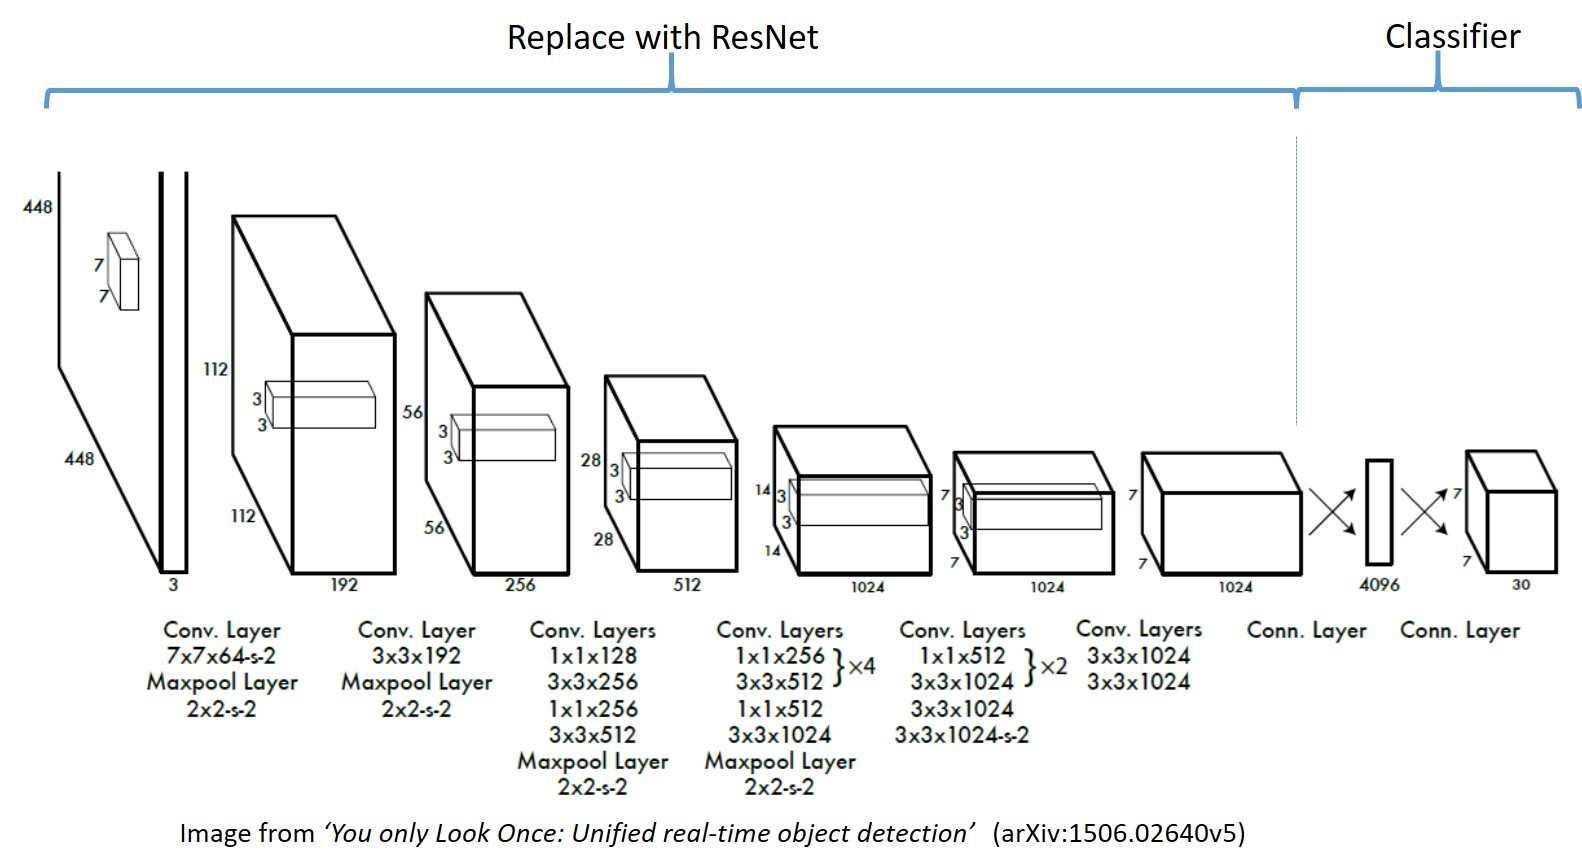 Replace with ResNet
Classifier
448
7
7
448
3
112
3
3
112
192
56
3
3
56
256
28
3
3
28
512
14
3
3
14
1024
7
3
3
7
1024
7
7
1024
4096
7
7
30
Conv. Layer
7x7x64-s-2
Maxpool Layer
2x2-s-2
Conv. Layer
3x3x192
Maxpool Layer
2x2-s-2
Conv. Layers
1x1x128
3x3x256
1x1x256
3x3x512
Maxpool Layer
2x2-s-2
Conv. Layers
1x1x256
3x3x512
}×4
1x1x512
3x3x1024
Maxpool Layer
2x2-s-2
Conv. Layers
1x1x512
3x3x1024
}×2
3x3x1024
3x3x1024-s-2
Conv. Layers
3x3x1024
3x3x1024
Conn. Layer
Conn. Layer
Image from ‘You only Look Once: Unified real-time object detection’ (arXiv:1506.02640v5)